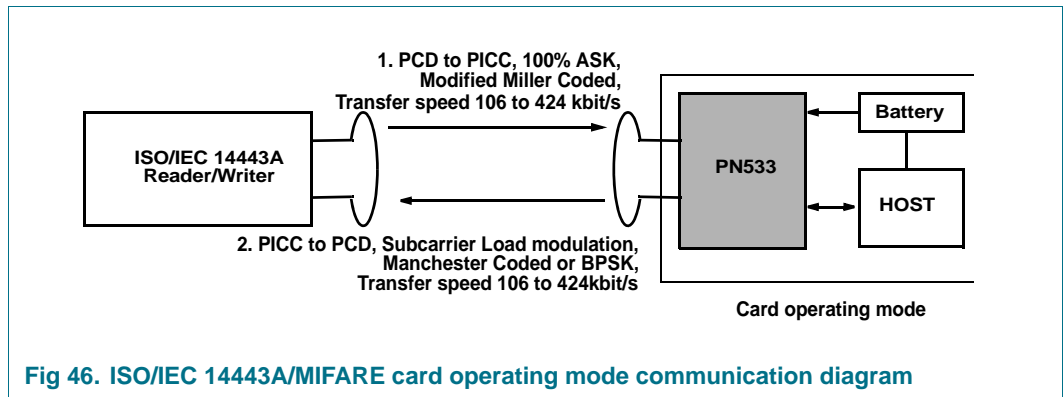 1. PCD to PICC, 100% ASK,
Modified Miller Coded,
Transfer speed 106 to 424 kbit/s
ISO/IEC 14443A
Reader/Writer
PN533
Battery
HOST
2. PICC to PCD, Subcarrier Load modulation,
Manchester Coded or BPSK,
Transfer speed 106 to 424kbit/s
Card operating mode
Fig 46. ISO/IEC 14443A/MIFARE card operating mode communication diagram